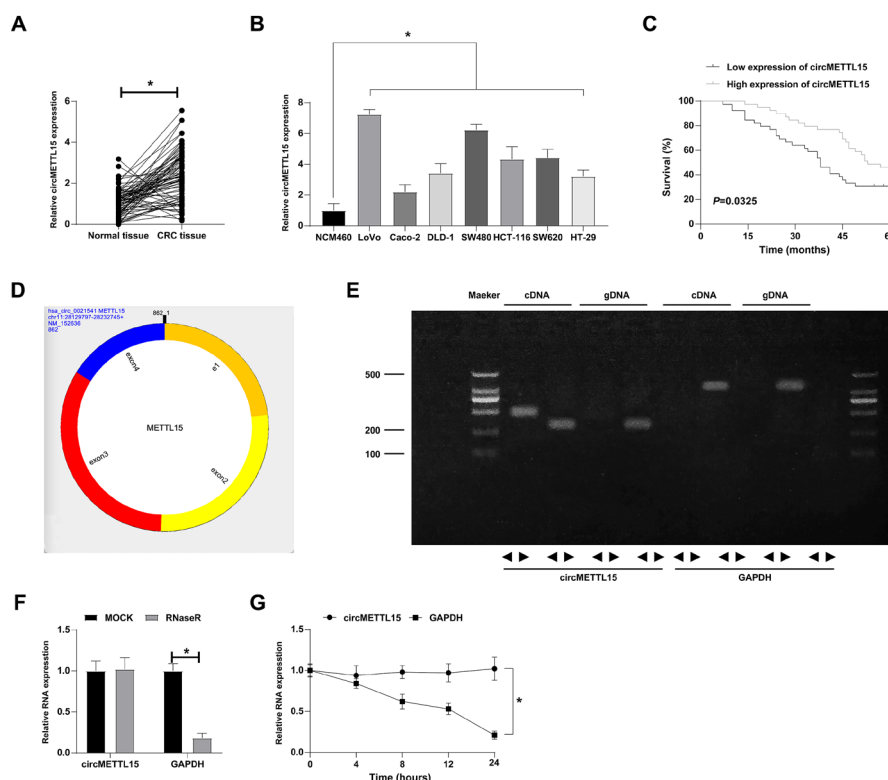 A
*
Relative circMETTL15 expresstion
6
4
2
0
Normal tissue
CRC tissue
B
*
Relative circMETTL15 expresstion
8
6
4
2
0
NCM460
LoVo
Caco-2
DLD-1
SW480
HCT-116
SW620
HT-29
C
Low expression of circMETTL15
High expression of circMETTL15
Survival (%)
100
80
60
40
20
0
P=0.0325
0
15
30
45
Time (months)
D
hsa_circ_0021541 METTL15
chr11:28129797-28232745+
NM_152636
862
862_1
e1
exon2
exon3
exon4
METTL15
E
Maeker
cDNA
gDNA
cDNA
gDNA
500
200
100
circMETTL15
GAPDH
F
MOCK
RNaseR
Relative RNA expresstion
1.5
1.0
0.5
0.0
*
circMETTL15
GAPDH
G
circMETTL15
GAPDH
Relative RNA expresstion
1.5
1.0
0.5
0.0
*
0
4
8
12
24
Time (hours)